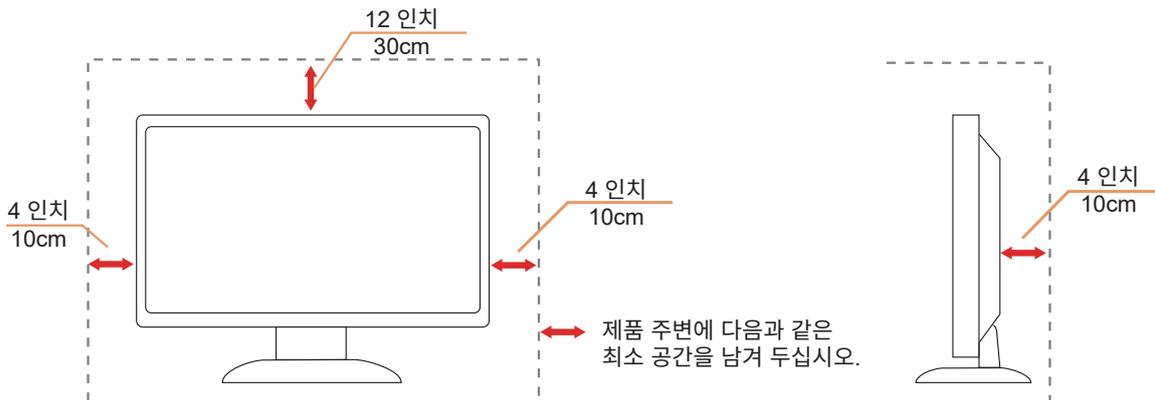 12 인치
30cm
4 인치
10cm
4 인치
10cm
4 인치
10cm
제품 주변에 다음과 같은
최소 공간을 남겨 두십시오.